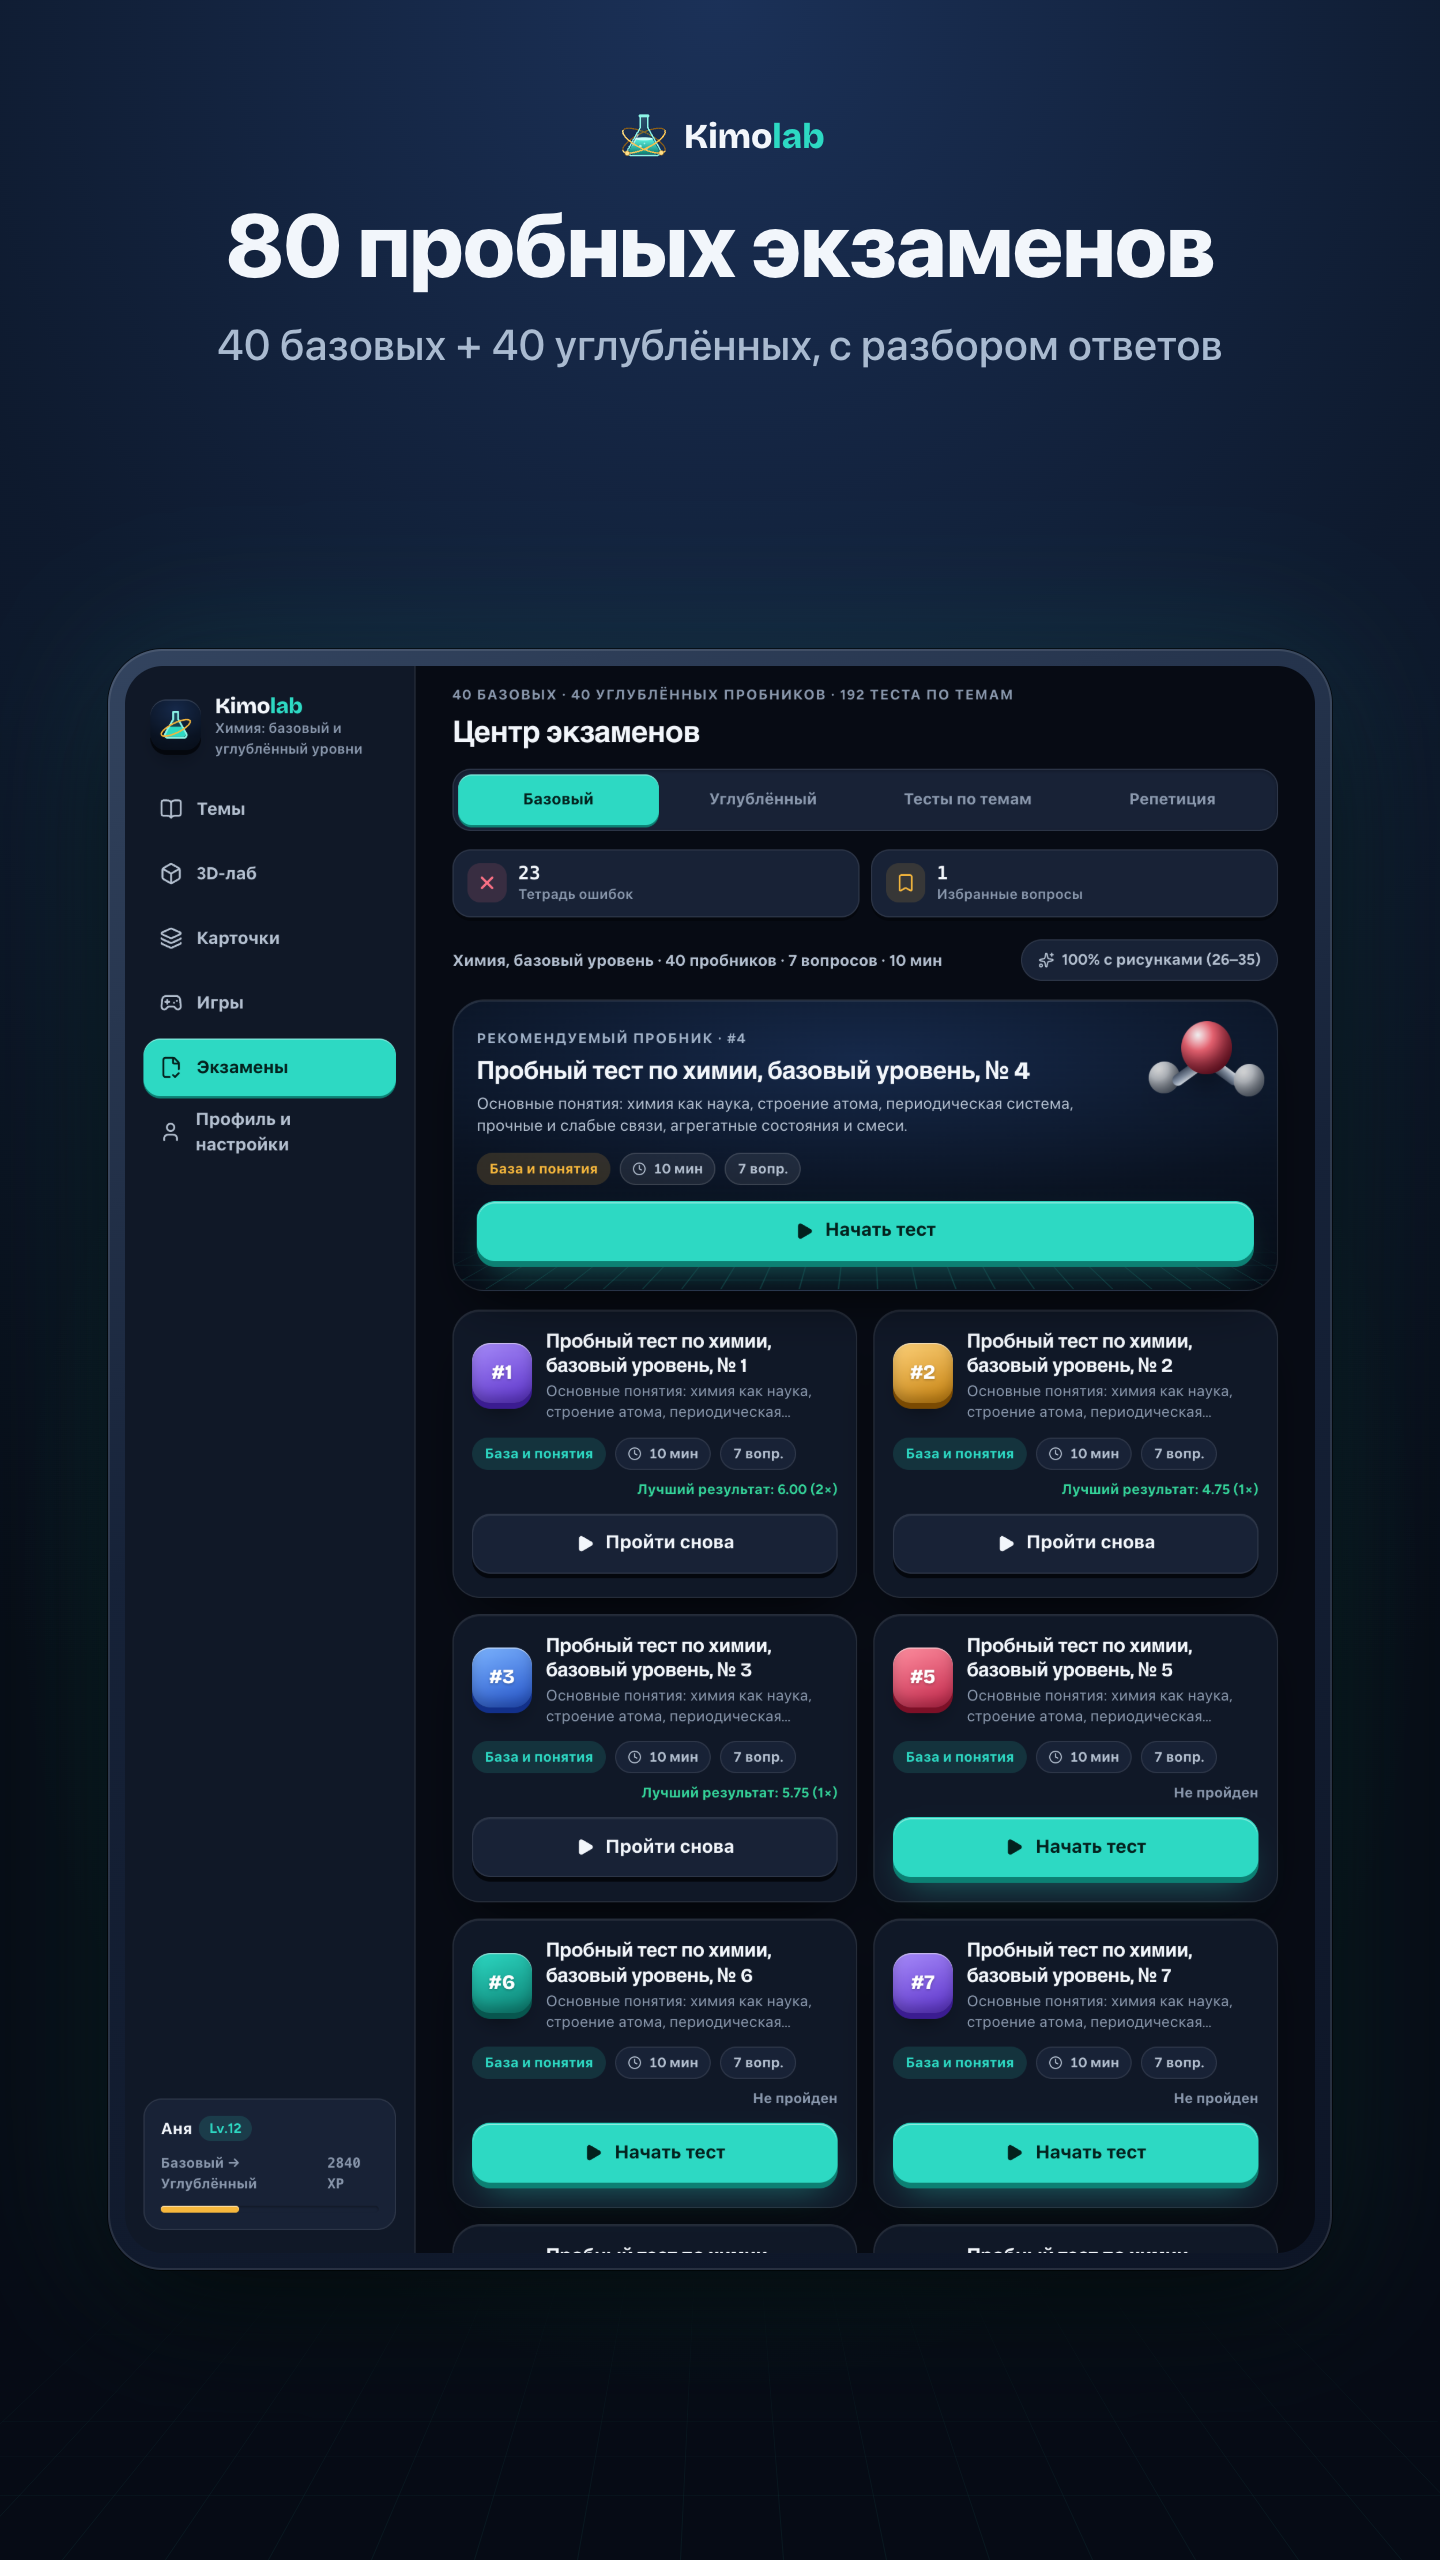 Kimolab
80 пробных экзаменов
40 базовых + 40 углублённых, с разбором ответов
Kimolab
Химия: базовый и
углублённый уровни
Темы
3D-лаб
Карточки
Игры
Экзамены
Профиль и
настройки
Аня Lv.12
Базовый → 2840
Углублённый XP
40 БАЗОВЫХ · 40 УГЛУБЛЁННЫХ ПРОБНИКОВ · 192 ТЕСТА ПО ТЕМАМ
Центр экзаменов
Базовый Углублённый Тесты по темам Репетиция
23
Тетрадь ошибок
1
Избранные вопросы
Химия, базовый уровень · 40 пробников · 7 вопросов · 10 мин
100% с рисунками (26–35)
РЕКОМЕНДУЕМЫЙ ПРОБНИК · #4
Пробный тест по химии, базовый уровень, № 4
Основные понятия: химия как наука, строение атома, периодическая система,
прочные и слабые связи, агрегатные состояния и смеси.
База и понятия 10 мин 7 вопр.
Начать тест
#1
Пробный тест по химии,
базовый уровень, № 1
Основные понятия: химия как наука,
строение атома, периодическая...
База и понятия 10 мин 7 вопр.
Лучший результат: 6.00 (2×)
Пройти снова
#2
Пробный тест по химии,
базовый уровень, № 2
Основные понятия: химия как наука,
строение атома, периодическая...
База и понятия 10 мин 7 вопр.
Лучший результат: 4.75 (1×)
Пройти снова
#3
Пробный тест по химии,
базовый уровень, № 3
Основные понятия: химия как наука,
строение атома, периодическая...
База и понятия 10 мин 7 вопр.
Лучший результат: 5.75 (1×)
Пройти снова
#5
Пробный тест по химии,
базовый уровень, № 5
Основные понятия: химия как наука,
строение атома, периодическая...
База и понятия 10 мин 7 вопр.
Не пройден
Начать тест
#6
Пробный тест по химии,
базовый уровень, № 6
Основные понятия: химия как наука,
строение атома, периодическая...
База и понятия 10 мин 7 вопр.
Не пройден
Начать тест
#7
Пробный тест по химии,
базовый уровень, № 7
Основные понятия: химия как наука,
строение атома, периодическая...
База и понятия 10 мин 7 вопр.
Не пройден
Начать тест